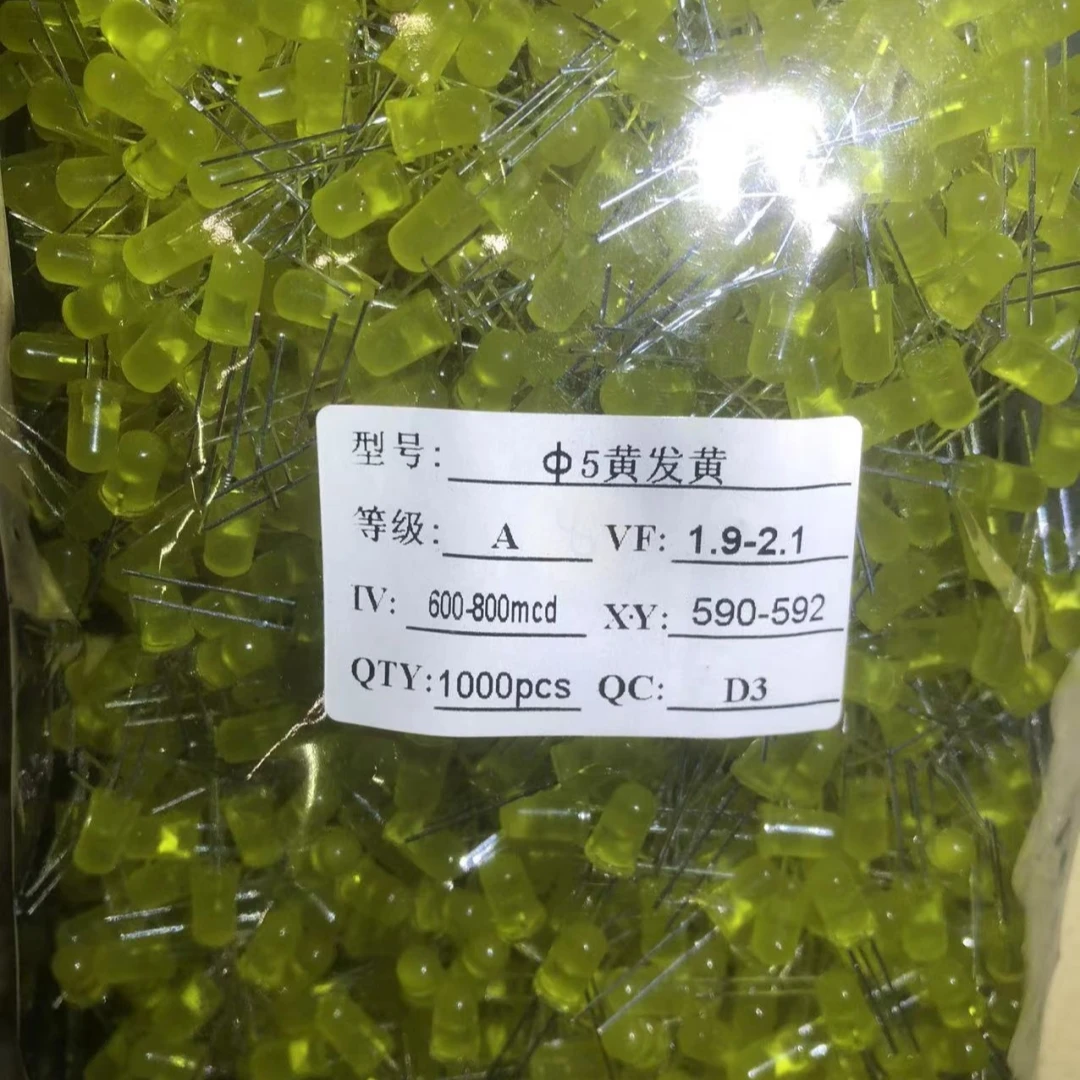 型号: ф5黄发黄
等级: A VF: 1.9-2.1
IV: 600-800mcd X·Y: 590-592
QTY: 1000pcs QC: D3